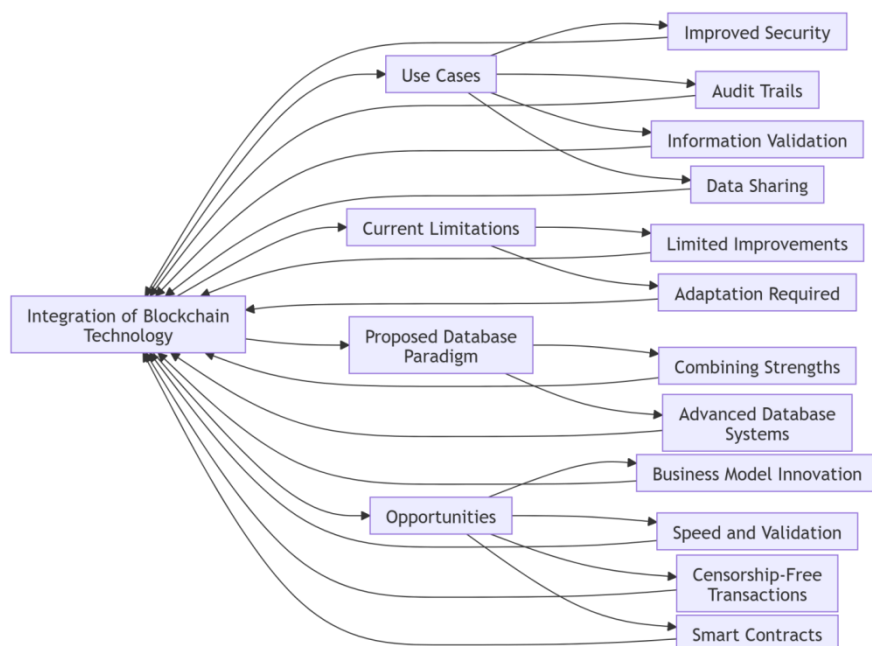 Improved Security
Use Cases
Audit Trails
Information Validation
Data Sharing
Current Limitations
Limited Improvements
Adaptation Required
Integration of Blockchain
Technology
Proposed Database
Paradigm
Combining Strengths
Advanced Database
Systems
Business Model Innovation
Opportunities
Speed and Validation
Censorship-Free
Transactions
Smart Contracts